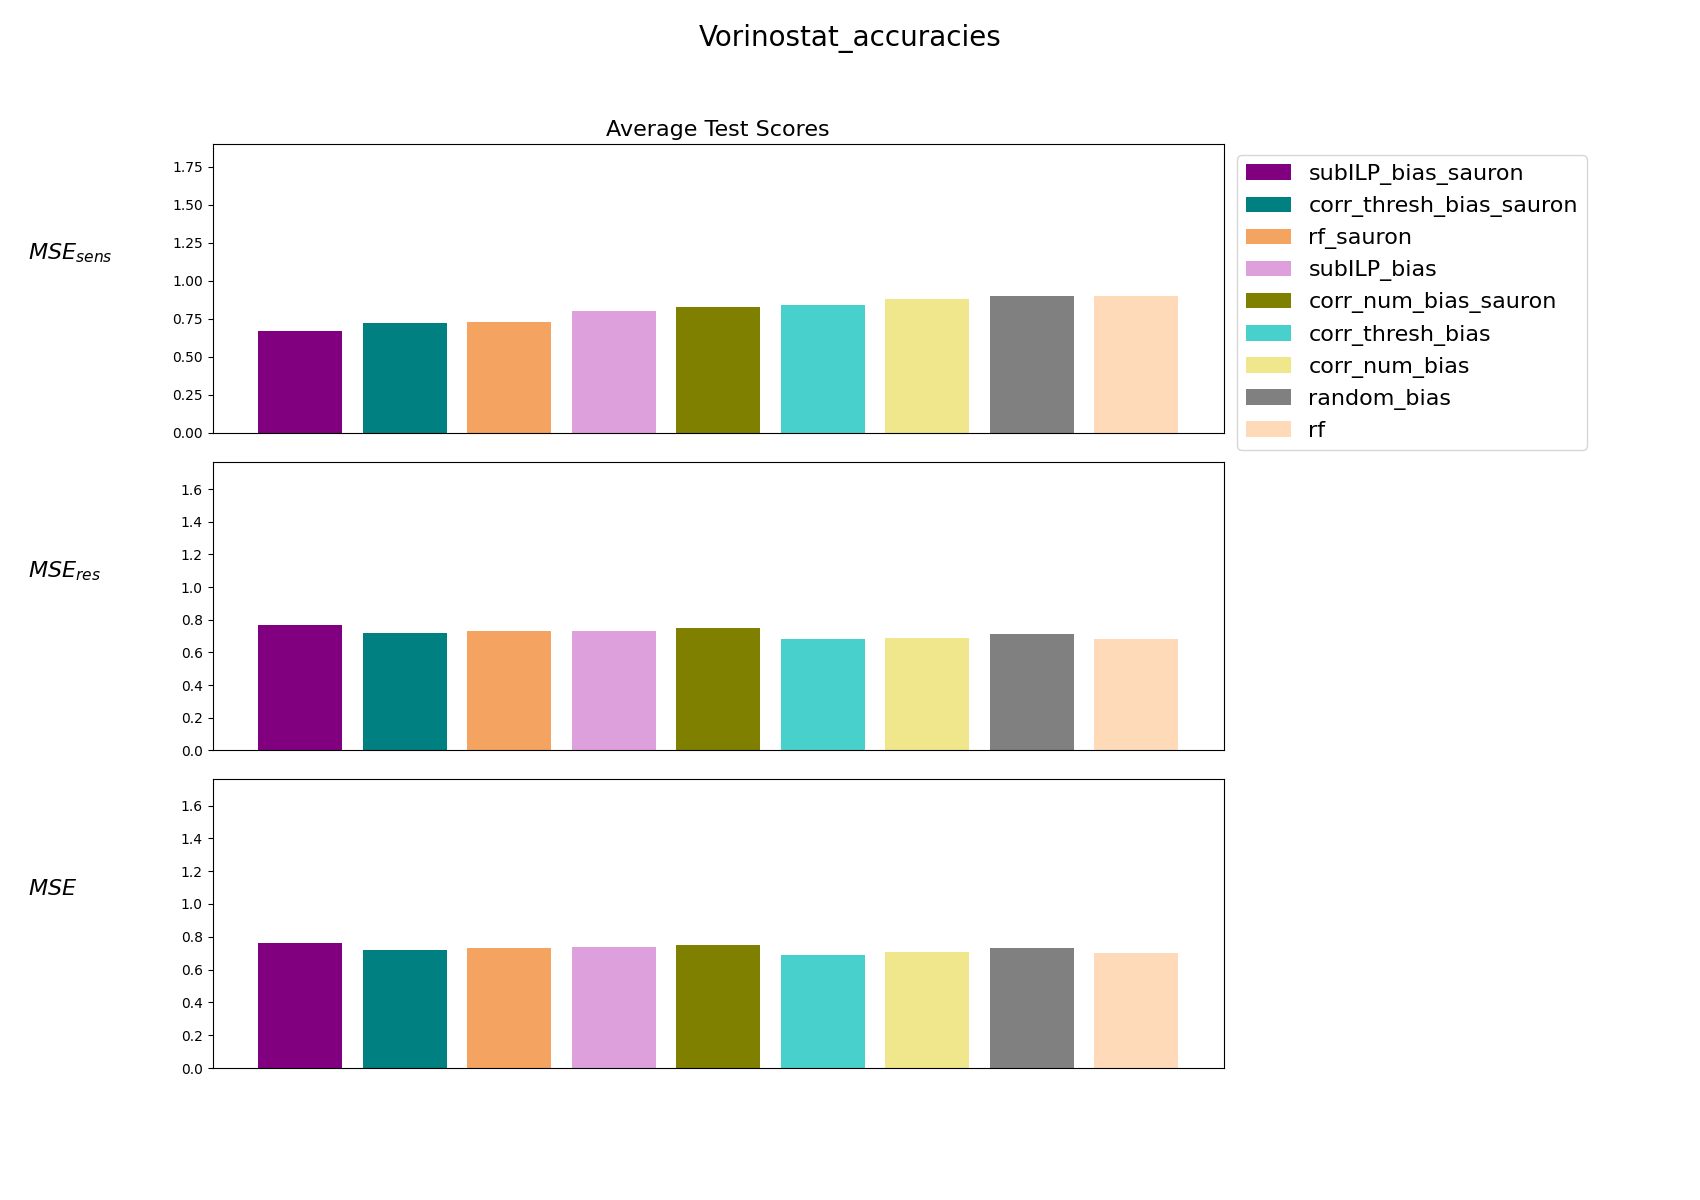 Vorinostat_accuracies
Average Test Scores
MSE_sens
1.75
1.50
1.25
1.00
0.75
0.50
0.25
0.00
subILP_bias_sauron
corr_thresh_bias_sauron
rf_sauron
subILP_bias
corr_num_bias_sauron
corr_thresh_bias
corr_num_bias
random_bias
rf
MSE_res
1.6
1.4
1.2
1.0
0.8
0.6
0.4
0.2
0.0
MSE
1.6
1.4
1.2
1.0
0.8
0.6
0.4
0.2
0.0